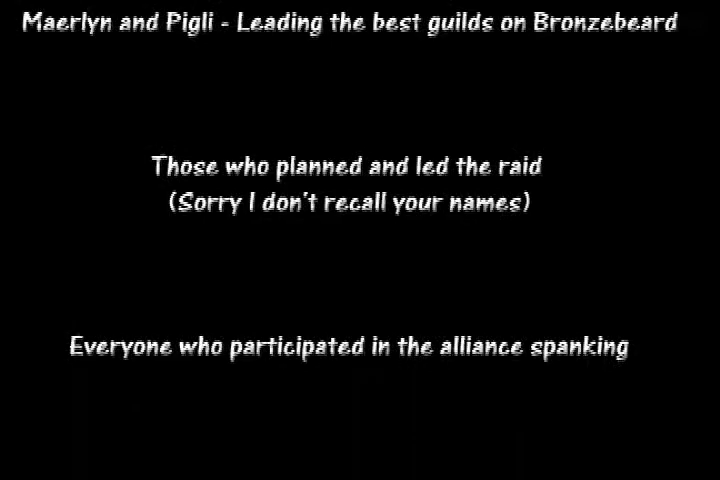 Maerlyn and Pigli - Leading the best guilds on Bronzebeard
Those who planned and led the raid
(Sorry I don't recall your names)
Everyone who participated in the alliance spanking